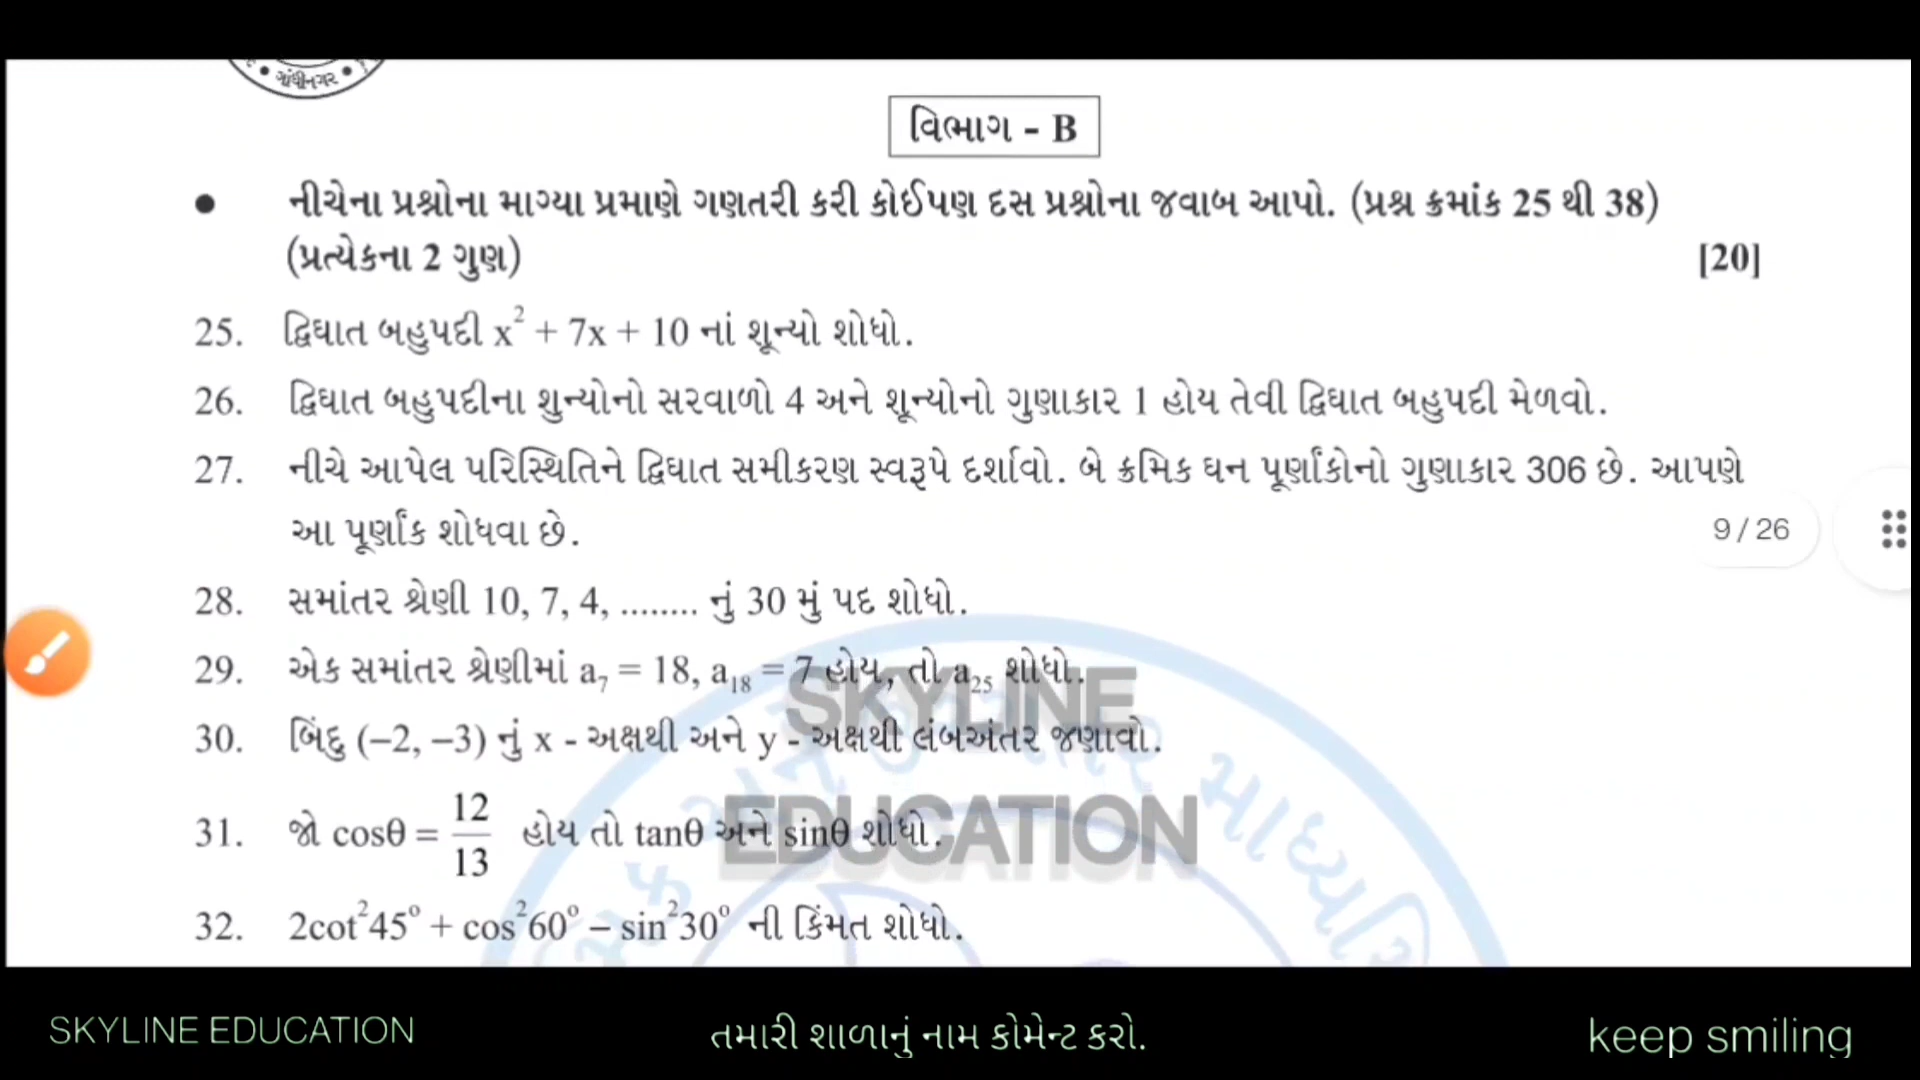 • ગાંધીનગર •
વિભાગ - B
● નીચેના પ્રશ્નોના માગ્યા પ્રમાણે ગણતરી કરી કોઈપણ દસ પ્રશ્નોના જવાબ આપો. (પ્રશ્ન ક્રમાંક 25 થી 38)
(પ્રત્યેકના 2 ગુણ) [20]
25. દ્વિઘાત બહુપદી x² + 7x + 10 નાં શૂન્યો શોધો.
26. દ્વિઘાત બહુપદીના શુન્યોનો સરવાળો 4 અને શૂન્યોનો ગુણાકાર 1 હોય તેવી દ્વિઘાત બહુપદી મેળવો.
27. નીચે આપેલ પરિસ્થિતિને દ્વિઘાત સમીકરણ સ્વરૂપે દર્શાવો. બે ક્રમિક ઘન પૂર્ણાંકોનો ગુણાકાર 306 છે. આપણે
આ પૂર્ણાંક શોધવા છે.
9 / 26
28. સમાંતર શ્રેણી 10, 7, 4, ........ નું 30 મું પદ શોધો.
29. એક સમાંતર શ્રેણીમાં a₇ = 18, a₁₈ = 7 હોય, તો a₂₅ શોધો.
30. બિંદુ (–2, –3) નું x - અક્ષથી અને y - અક્ષથી લંબઅંતર જણાવો.
31. જો cosθ = 12/13 હોય તો tanθ અને sinθ શોધો.
32. 2cot²45° + cos²60° – sin²30° ની કિંમત શોધો.
SKYLINE
EDUCATION
SKYLINE EDUCATION
તમારી શાળાનું નામ કોમેન્ટ કરો.
keep smiling